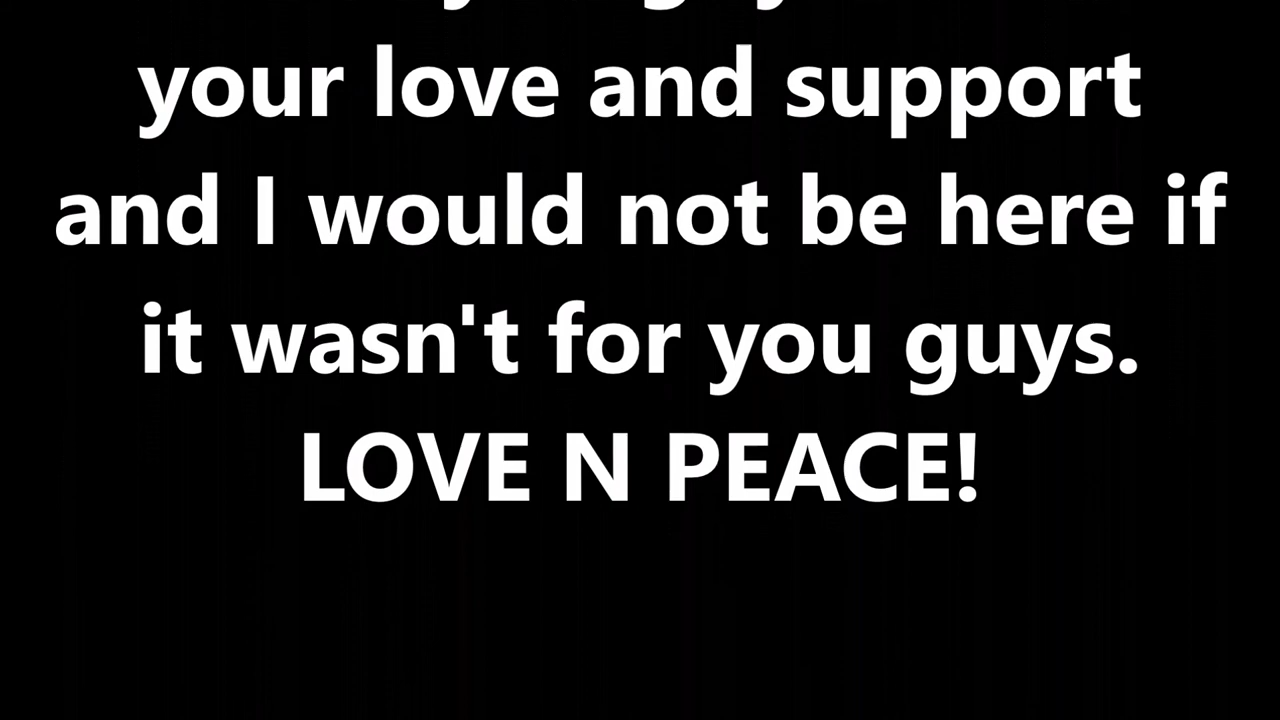 your love and support
and I would not be here if
it wasn't for you guys.
LOVE N PEACE!